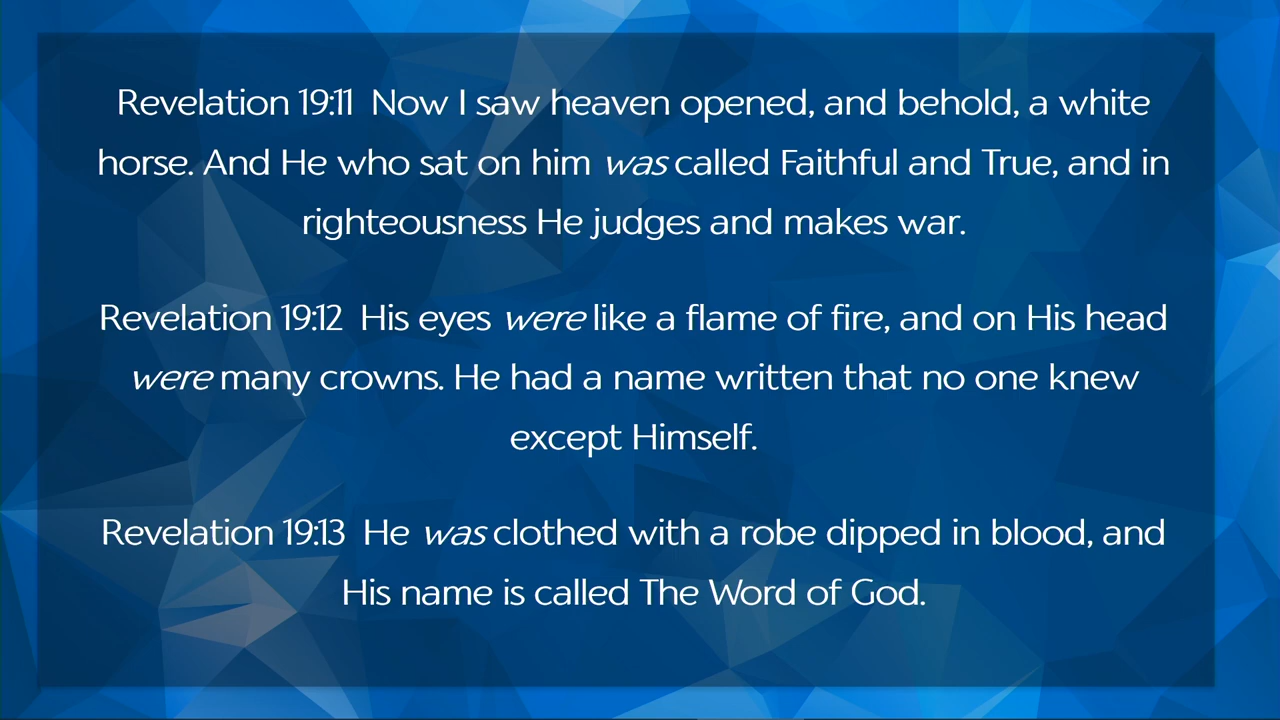 Revelation 19:11  Now I saw heaven opened, and behold, a white
horse. And He who sat on him was called Faithful and True, and in
righteousness He judges and makes war.
Revelation 19:12  His eyes were like a flame of fire, and on His head
were many crowns. He had a name written that no one knew
except Himself.
Revelation 19:13  He was clothed with a robe dipped in blood, and
His name is called The Word of God.